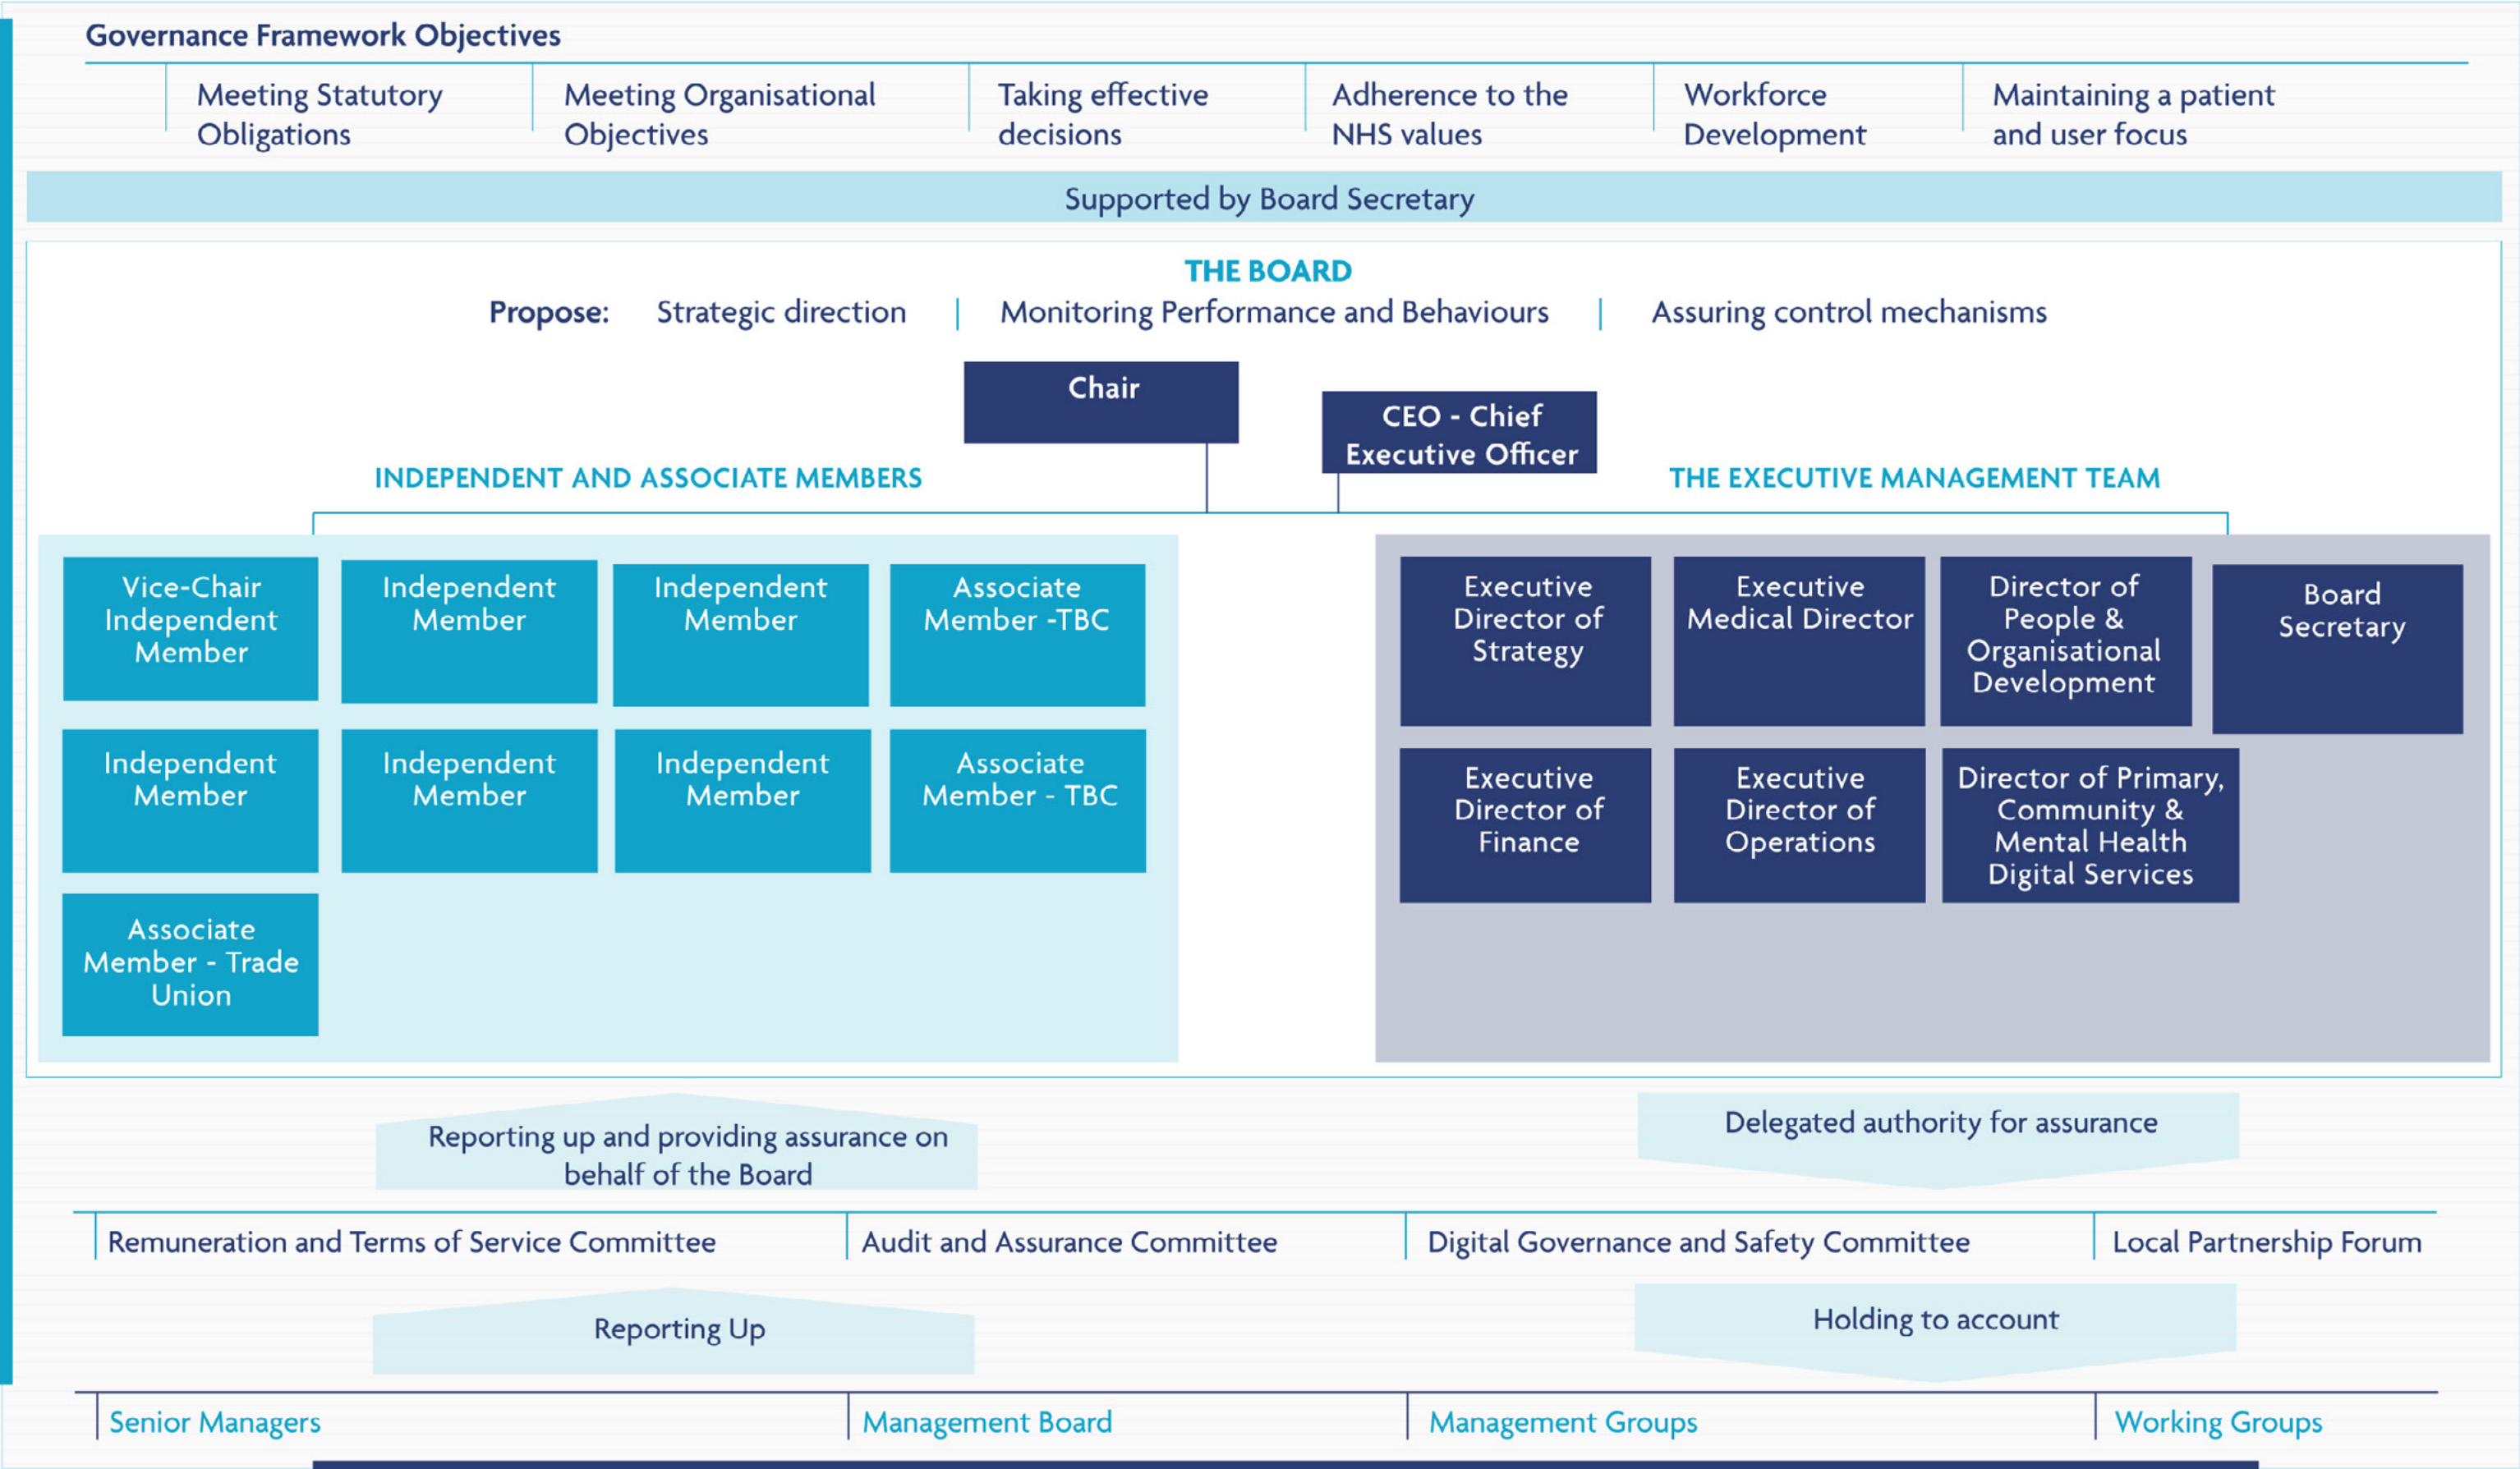 Governance Framework Objectives
Meeting Statutory
Obligations
Meeting Organisational
Objectives
Taking effective
decisions
Adherence to the
NHS values
Workforce
Development
Maintaining a patient
and user focus
Supported by Board Secretary
THE BOARD
Propose: Strategic direction | Monitoring Performance and Behaviours | Assuring control mechanisms
Chair
CEO - Chief
Executive Officer
INDEPENDENT AND ASSOCIATE MEMBERS
THE EXECUTIVE MANAGEMENT TEAM
Vice-Chair
Independent
Member
Independent
Member
Independent
Member
Associate
Member -TBC
Independent
Member
Independent
Member
Independent
Member
Associate
Member - TBC
Associate
Member - Trade
Union
Executive
Director of
Strategy
Executive
Medical Director
Director of
People &
Organisational
Development
Board
Secretary
Executive
Director of
Finance
Executive
Director of
Operations
Director of Primary,
Community &
Mental Health
Digital Services
Reporting up and providing assurance on
behalf of the Board
Delegated authority for assurance
Remuneration and Terms of Service Committee
Audit and Assurance Committee
Digital Governance and Safety Committee
Local Partnership Forum
Reporting Up
Holding to account
Senior Managers
Management Board
Management Groups
Working Groups